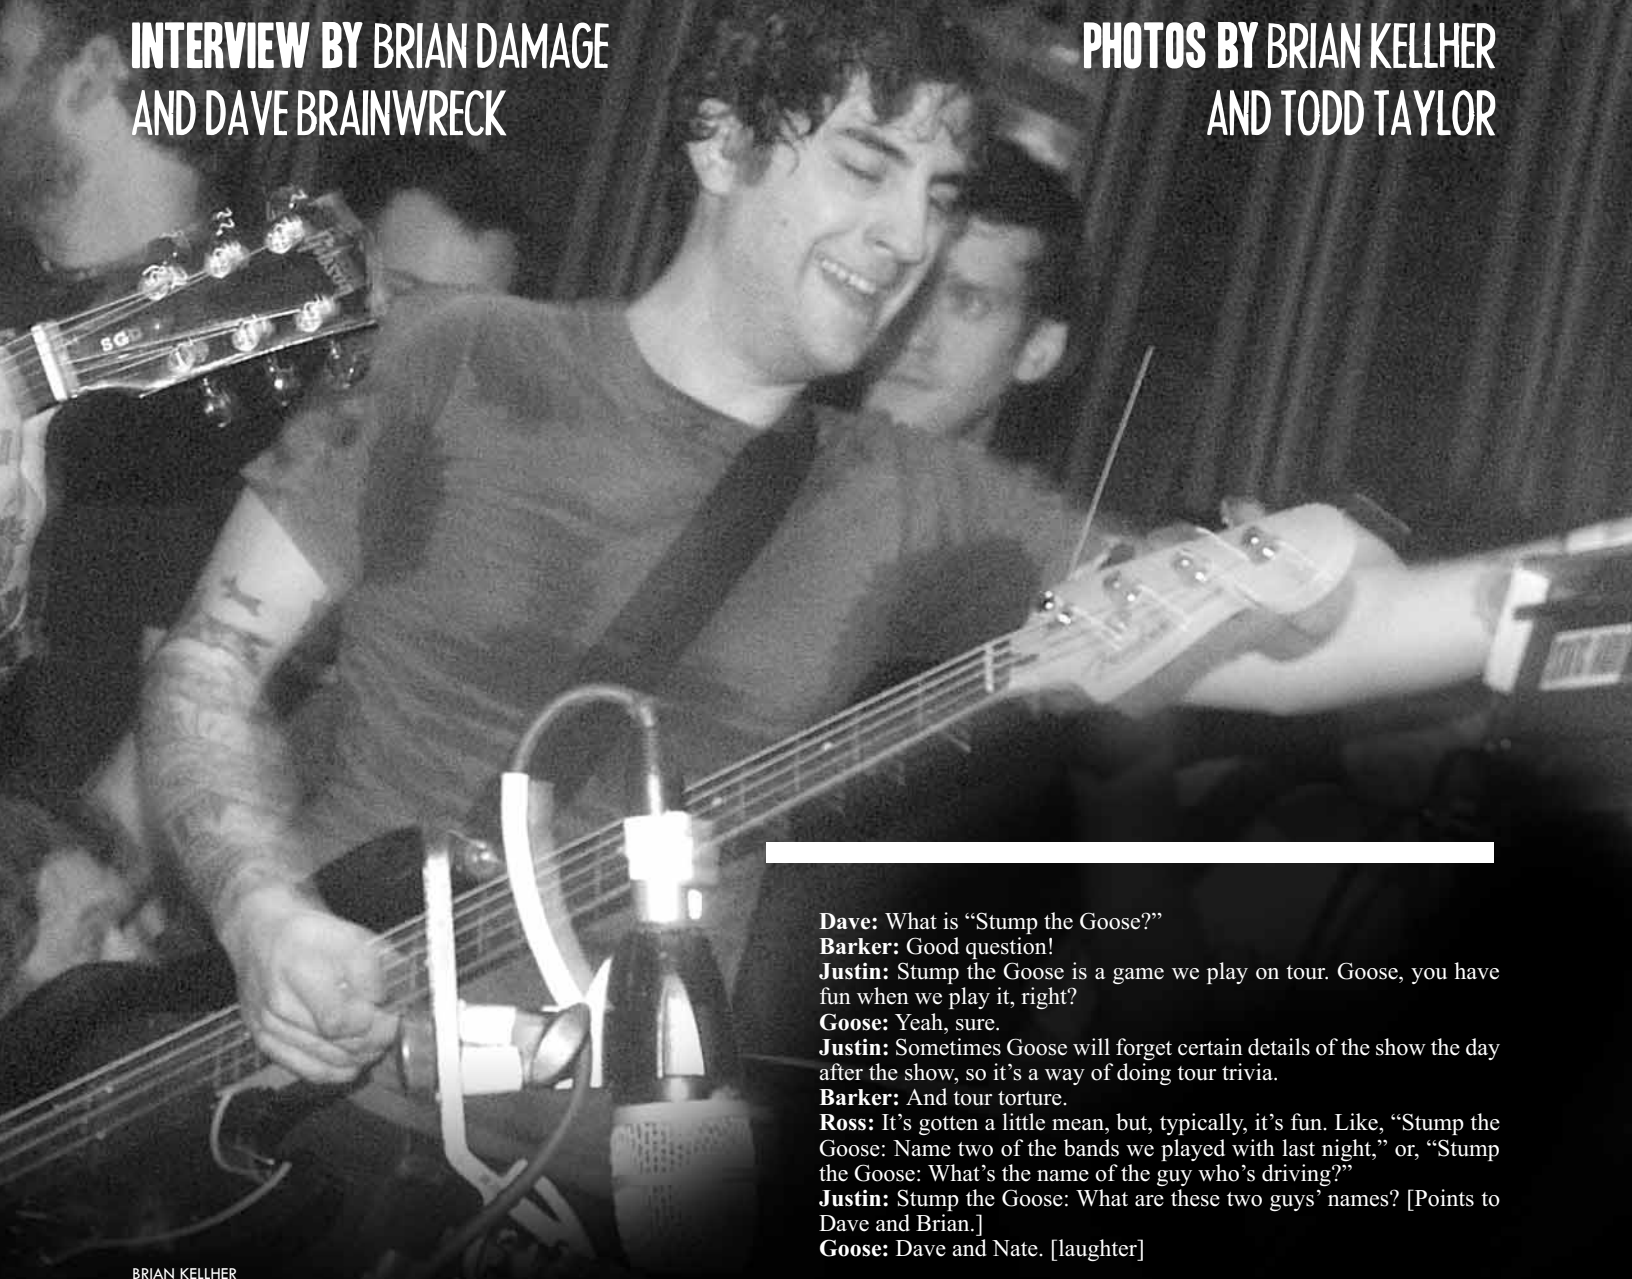 INTERVIEW BY BRIAN DAMAGE
AND DAVE BRAINWRECK
PHOTOS BY BRIAN KELLHER
AND TODD TAYLOR
SG
Dave: What is “Stump the Goose?”
Barker: Good question!
Justin: Stump the Goose is a game we play on tour. Goose, you have
fun when we play it, right?
Goose: Yeah, sure.
Justin: Sometimes Goose will forget certain details of the show the day
after the show, so it’s a way of doing tour trivia.
Barker: And tour torture.
Ross: It’s gotten a little mean, but, typically, it’s fun. Like, “Stump the
Goose: Name two of the bands we played with last night,” or, “Stump
the Goose: What’s the name of the guy who’s driving?”
Justin: Stump the Goose: What are these two guys’ names? [Points to
Dave and Brian.]
Goose: Dave and Nate. [laughter]
BRIAN KELLHER